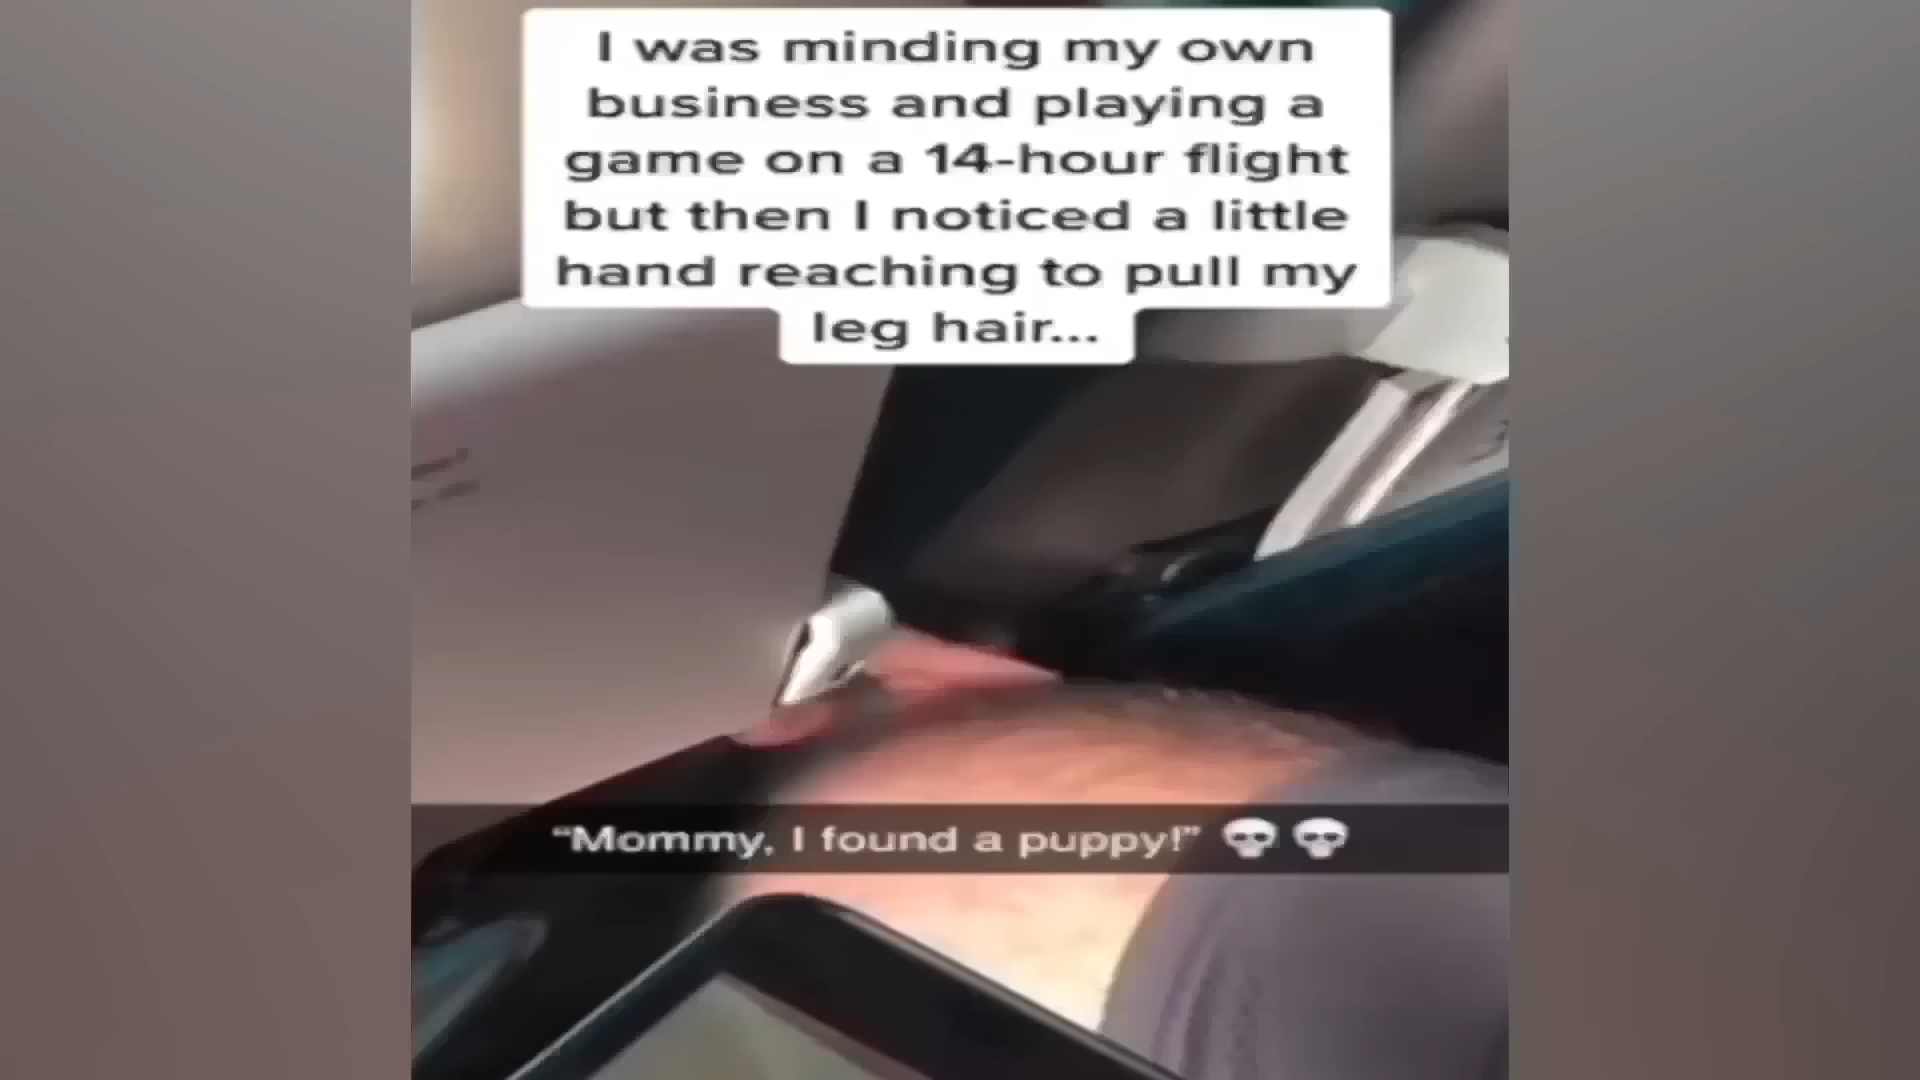 I was minding my own
business and playing a
game on a 14-hour flight
but then I noticed a little
hand reaching to pull my
leg hair...
“Mommy, I found a puppy!” 💀💀